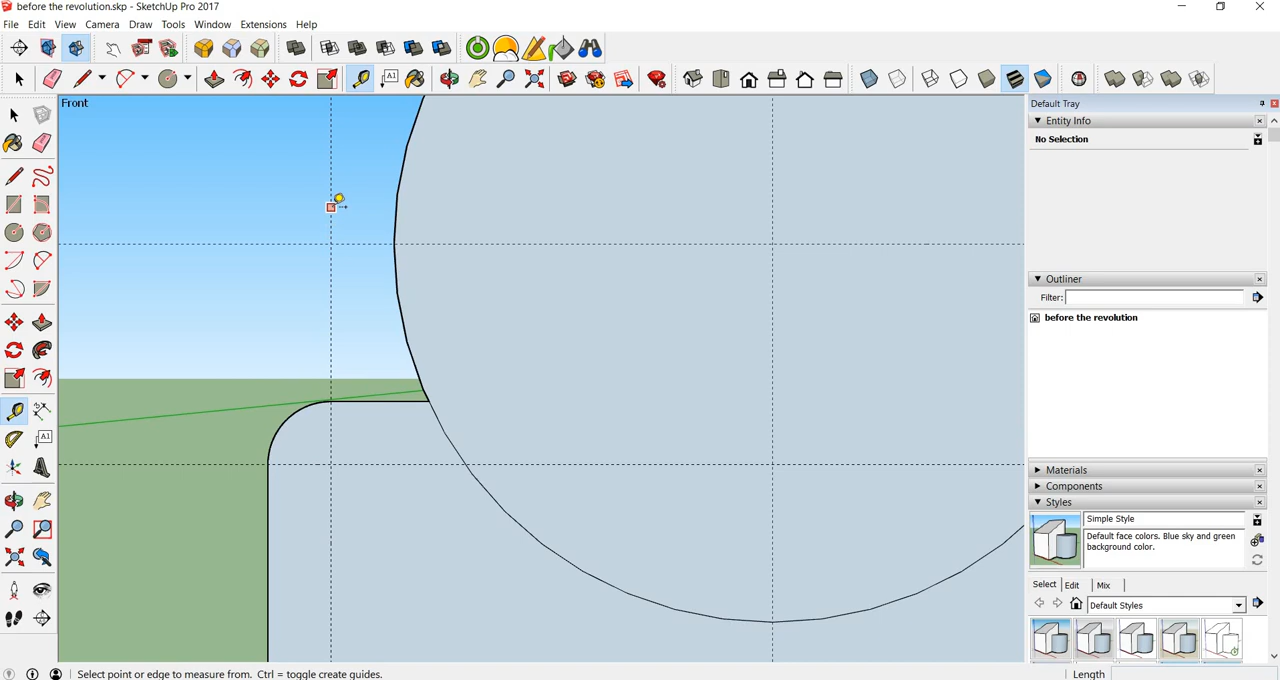 before the revolution.skp - SketchUp Pro 2017
File Edit View Camera Draw Tools Window Extensions Help
A1
Front
A1
Default Tray
Entity Info
No Selection
Outliner
Filter:
before the revolution
Materials
Components
Styles
Simple Style
Default face colors. Blue sky and green
background color.
Select Edit Mix
Default Styles
Select point or edge to measure from. Ctrl = toggle create guides.
Length